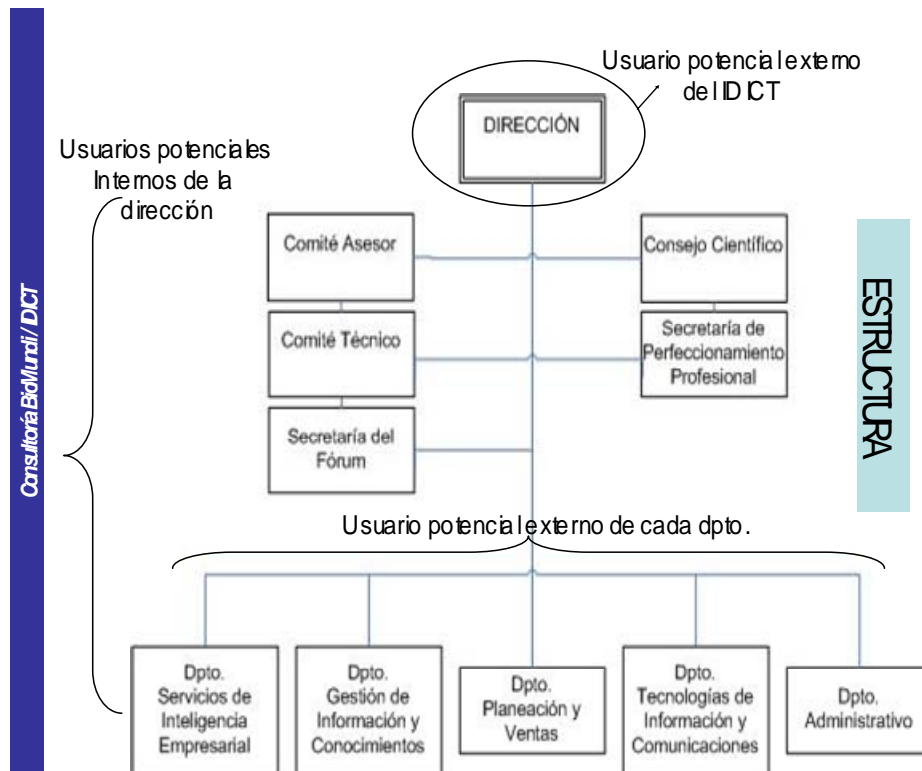 Usuario potencial externo
del IDICT
DIRECCIÓN
Usuarios potenciales
Internos de la
dirección
Comité Asesor
Consejo Científico
Comité Técnico
Secretaría de
Perfeccionamiento
Profesional
Secretaría del
Fórum
Consultoría BioMundi / IDICT
ESTRUCTURA
Usuario potencial externo de cada dpto.
Dpto.
Servicios de
Inteligencia
Empresarial
Dpto.
Gestión de
Información y
Conocimientos
Dpto.
Planeación y
Ventas
Dpto.
Tecnologías de
Información y
Comunicaciones
Dpto.
Administrativo